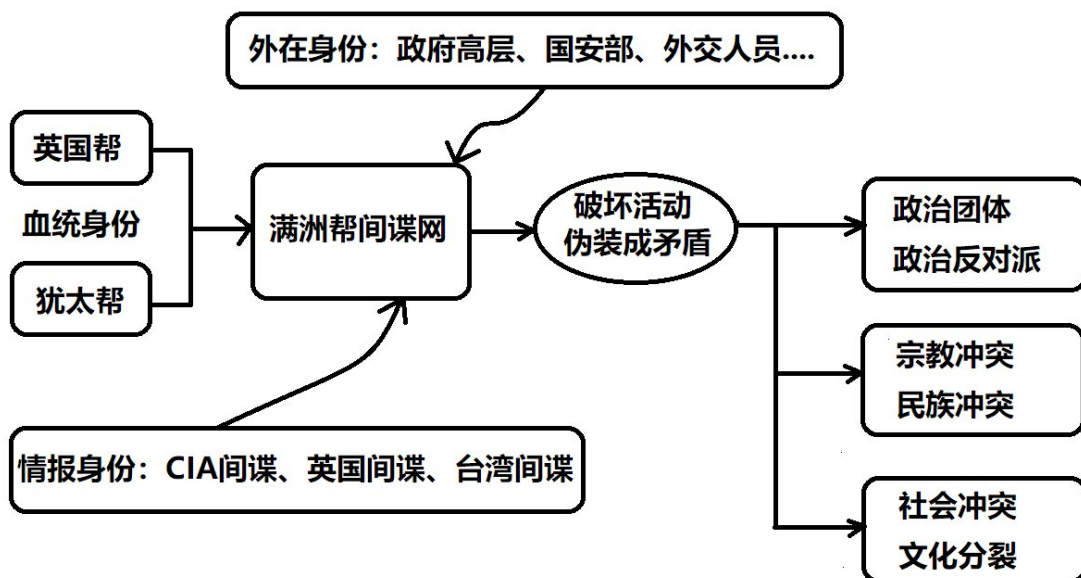 外在身份：政府高层、国安部、外交人员....
英国帮
血统身份
犹太帮
满洲帮间谍网
破坏活动
伪装成矛盾
政治团体
政治反对派
宗教冲突
民族冲突
情报身份：CIA间谍、英国间谍、台湾间谍
社会冲突
文化分裂